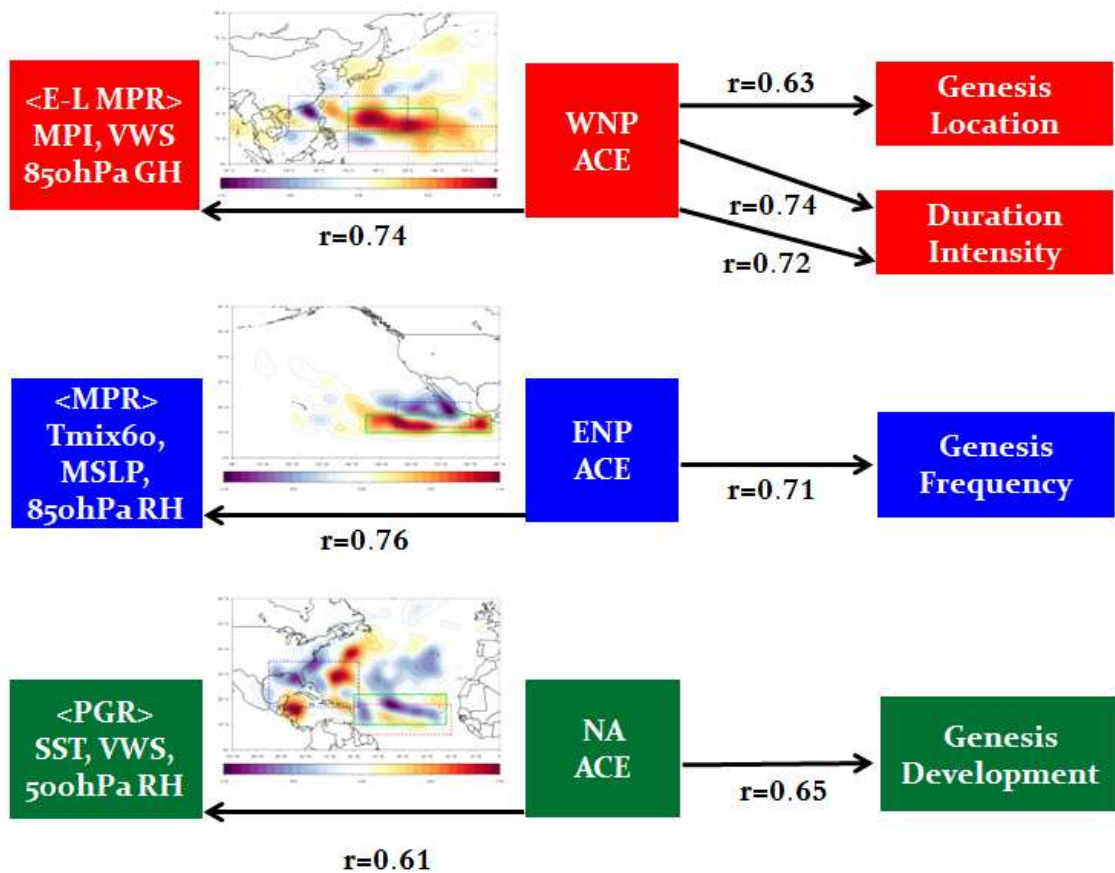 <E-L MPR>
MPI, VWS
850hPa GH
r=0.74
WNP
ACE
r=0.63
r=0.74
r=0.72
Genesis
Location
Duration
Intensity
<MPR>
Tmix60,
MSLP,
850hPa RH
r=0.76
ENP
ACE
r=0.71
Genesis
Frequency
<PGR>
SST, VWS,
500hPa RH
r=0.61
NA
ACE
r=0.65
Genesis
Development